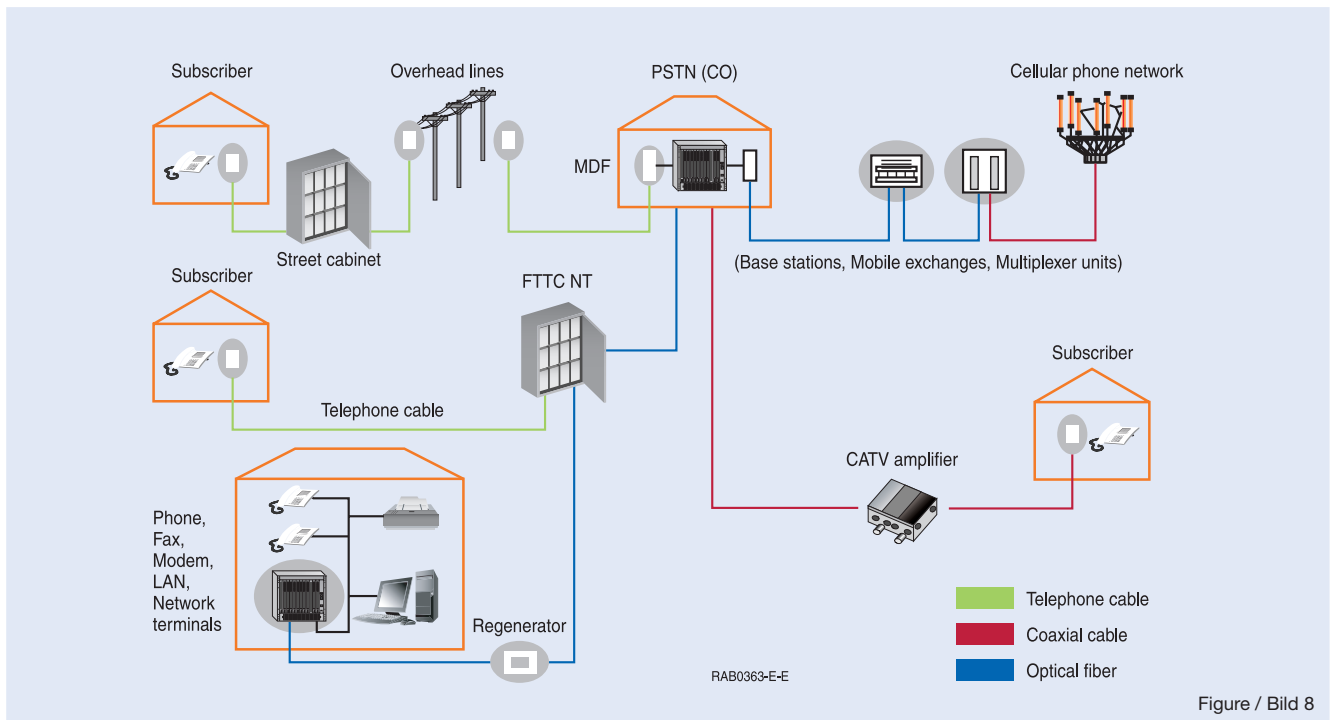 Subscriber
Overhead lines
PSTN (CO)
Cellular phone network
MDF
Street cabinet
(Base stations, Mobile exchanges, Multiplexer units)
Subscriber
FTTC NT
Subscriber
Telephone cable
CATV amplifier
Phone,
Fax,
Modem,
LAN,
Network
terminals
Regenerator
Telephone cable
Coaxial cable
Optical fiber
RAB0363-E-E
Figure / Bild 8